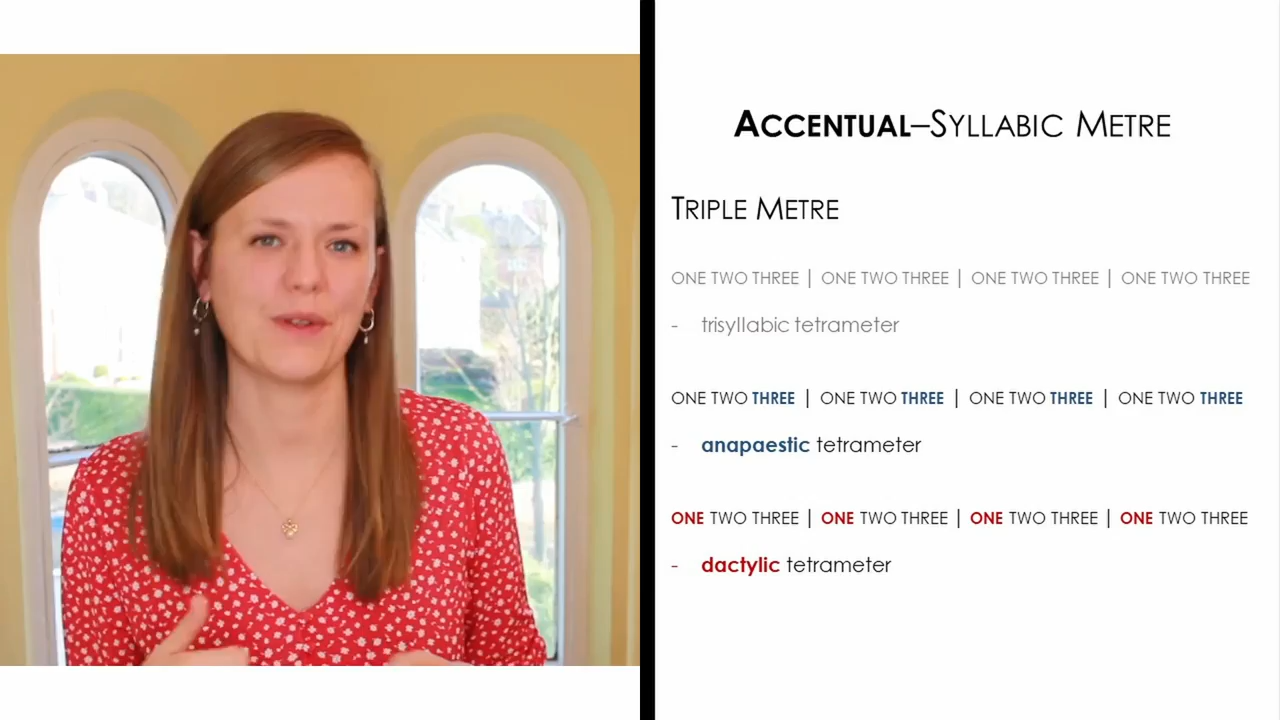 ACCENTUAL–SYLLABIC METRE
TRIPLE METRE
ONE TWO THREE | ONE TWO THREE | ONE TWO THREE | ONE TWO THREE
- trisyllabic tetrameter
ONE TWO THREE | ONE TWO THREE | ONE TWO THREE | ONE TWO THREE
- anapaestic tetrameter
ONE TWO THREE | ONE TWO THREE | ONE TWO THREE | ONE TWO THREE
- dactylic tetrameter